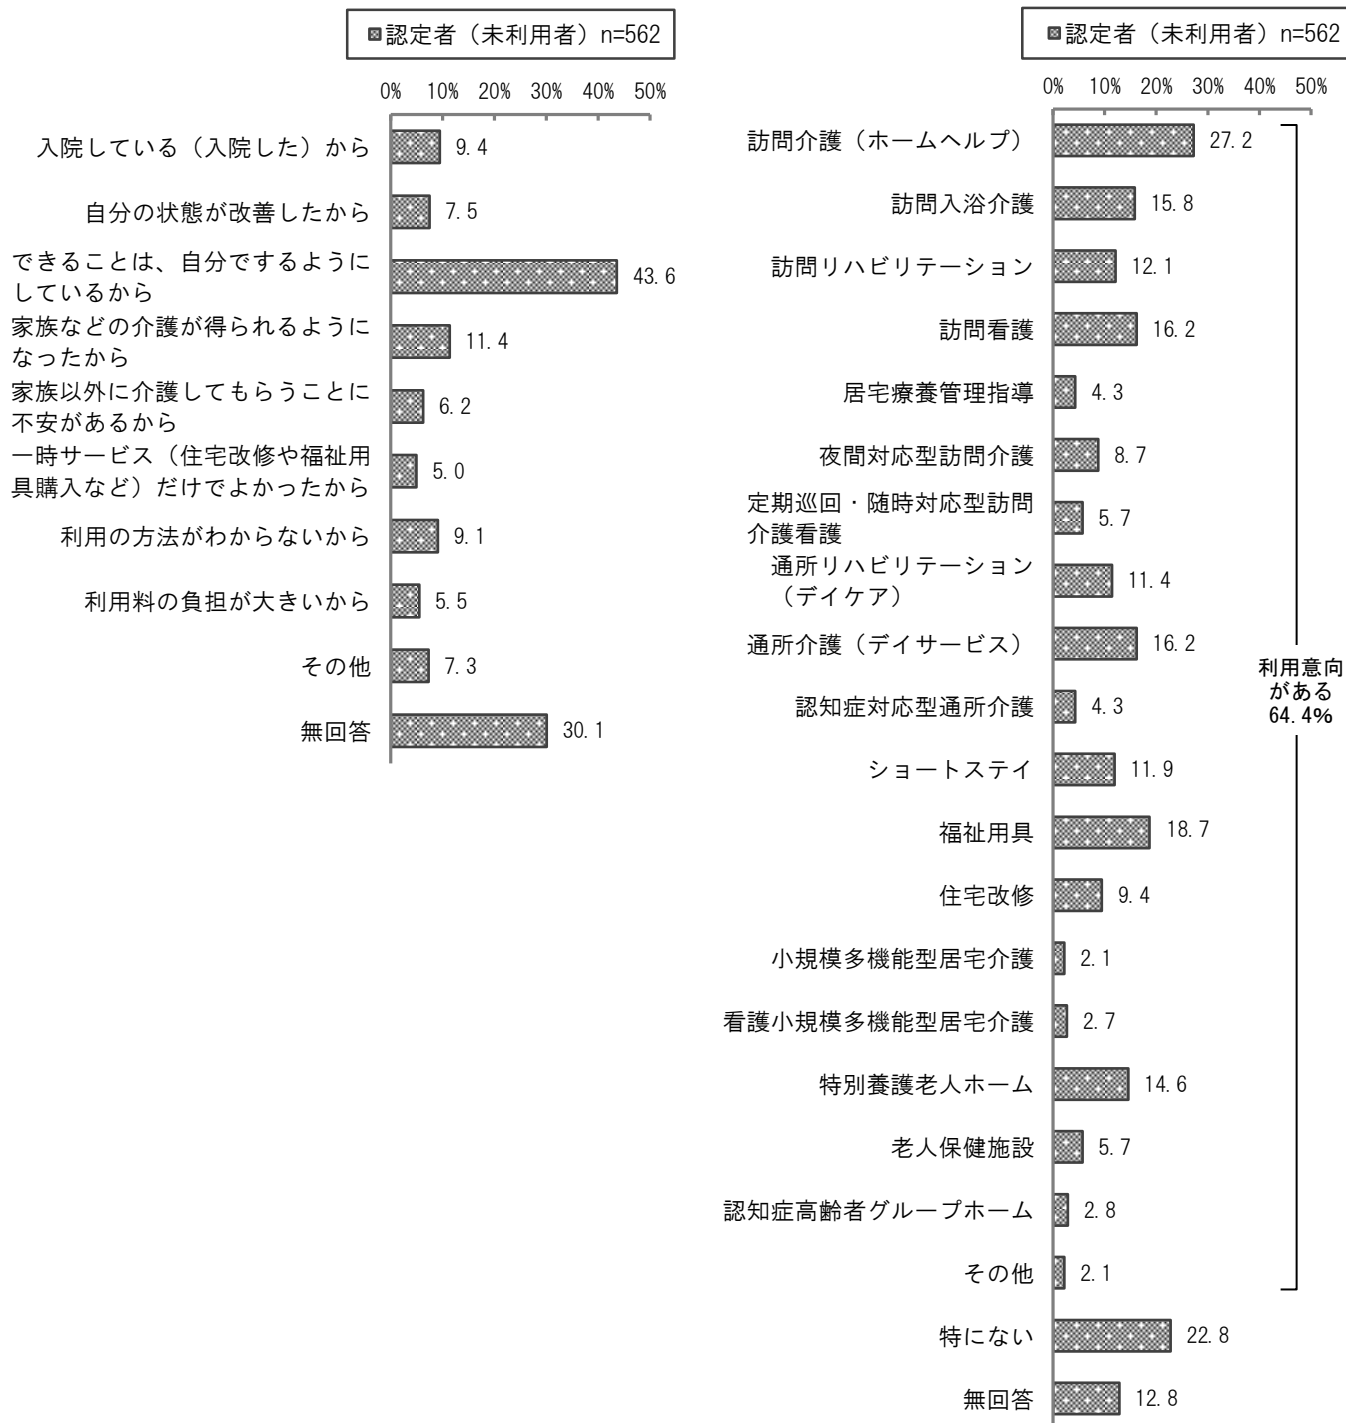 認定者（未利用者）n=562
0% 10% 20% 30% 40% 50%
入院している（入院した）から 9.4
自分の状態が改善したから 7.5
できることは、自分でするように
しているから 43.6
家族などの介護が得られるように
なったから 11.4
家族以外に介護してもらうことに
不安があるから 6.2
一時サービス（住宅改修や福祉用
具購入など）だけでよかったから 5.0
利用の方法がわからないから 9.1
利用料の負担が大きいから 5.5
その他 7.3
無回答 30.1
認定者（未利用者）n=562
0% 10% 20% 30% 40% 50%
訪問介護（ホームヘルプ） 27.2
訪問入浴介護 15.8
訪問リハビリテーション 12.1
訪問看護 16.2
居宅療養管理指導 4.3
夜間対応型訪問介護 8.7
定期巡回・随時対応型訪問
介護看護 5.7
通所リハビリテーション
（デイケア） 11.4
通所介護（デイサービス） 16.2
認知症対応型通所介護 4.3
ショートステイ 11.9
福祉用具 18.7
住宅改修 9.4
小規模多機能型居宅介護 2.1
看護小規模多機能型居宅介護 2.7
特別養護老人ホーム 14.6
老人保健施設 5.7
認知症高齢者グループホーム 2.8
その他 2.1
特にない 22.8
無回答 12.8
利用意向
がある
64.4%